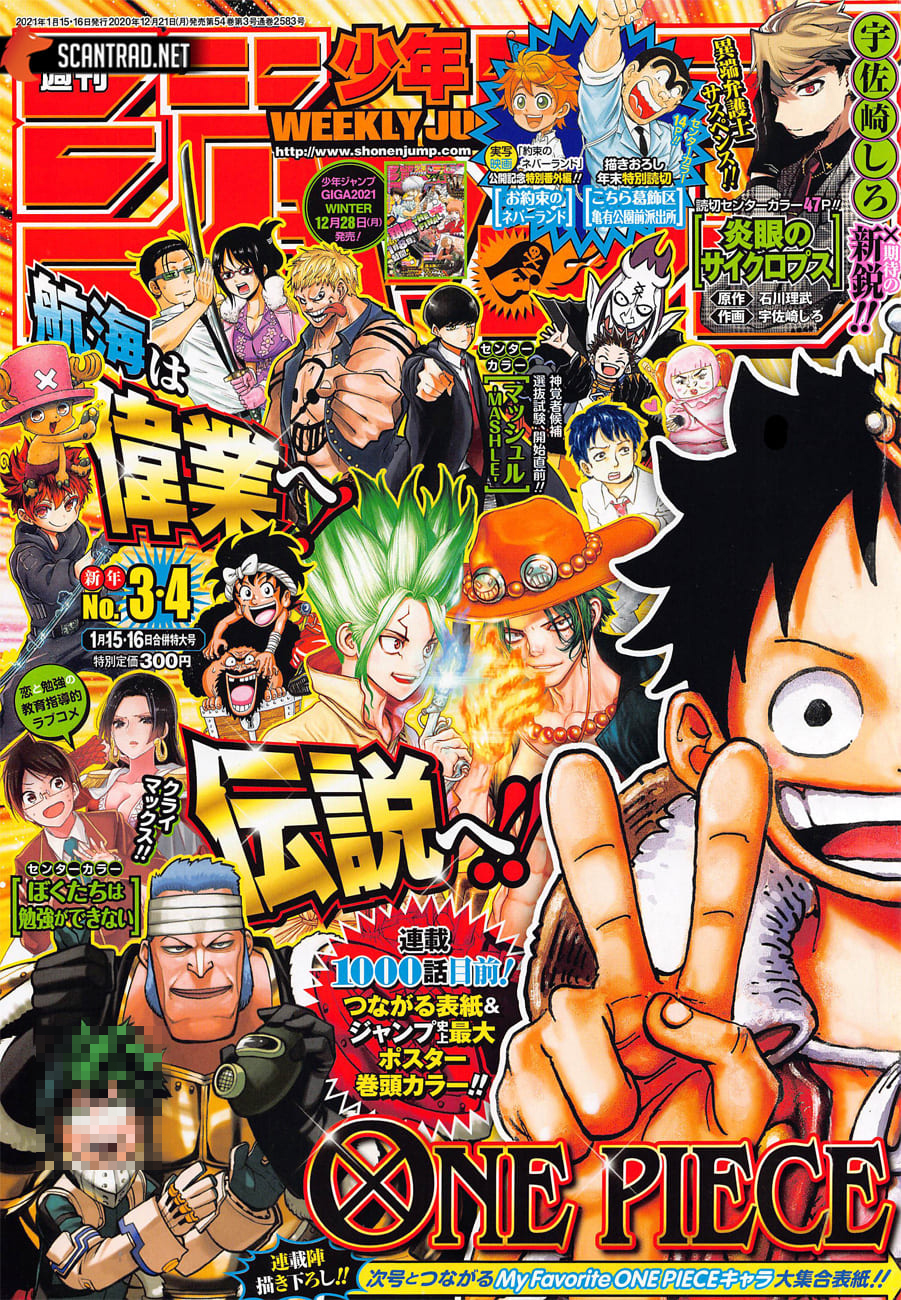 2021年1月15・16日発行2020年12月21日(月)発売第54巻第3号通巻2583号
SCANTRAD.NET
週刊
少年
WEEKLY JU
http://www.shonenjump.com
少年ジャンプ
GIGA2021
WINTER
12月28日(月)
発売!
実写
映画
「約束の
ネバーランド」
公開記念特別番外編!!
お約束の
ネバーランド
センターカラー
14P!!
描きおろし
年末特別読切
こちら葛飾区
亀有公園前派出所
異端弁護士
サスペンス!!
宇佐崎しろ
×期待の
新鋭!!
読切センターカラー47P!!
炎眼の
サイクロプス
原作 石川理武
作画 宇佐崎しろ
航海は
偉業へ!
センター
カラー
マッシュル
-MASHLE-
神覚者候補
選抜試験、開始直前!!
新年
No. 3・4
1月15・16日合併特大号
特別定価300円
恋と勉強の
教育指導的
ラブコメ
クライ
マックス!!
センターカラー
ぼくたちは
勉強ができない
伝説へ!!
連載
1000話目前!
つながる表紙&
ジャンプ史上最大
ポスター
巻頭カラー!!
ONE PIECE
連載陣
描き下ろし!!
次号とつながるMy Favorite ONE PIECEキャラ大集合表紙!!